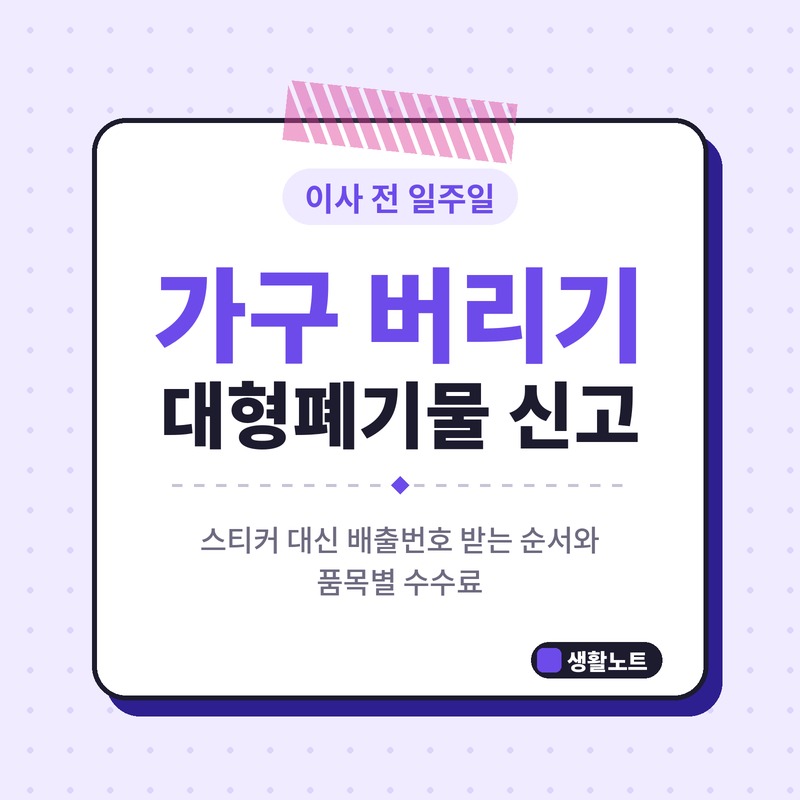 이사 전 일주일
가구 버리기
대형폐기물 신고
스티커 대신 배출번호 받는 순서와
품목별 수수료
생활노트